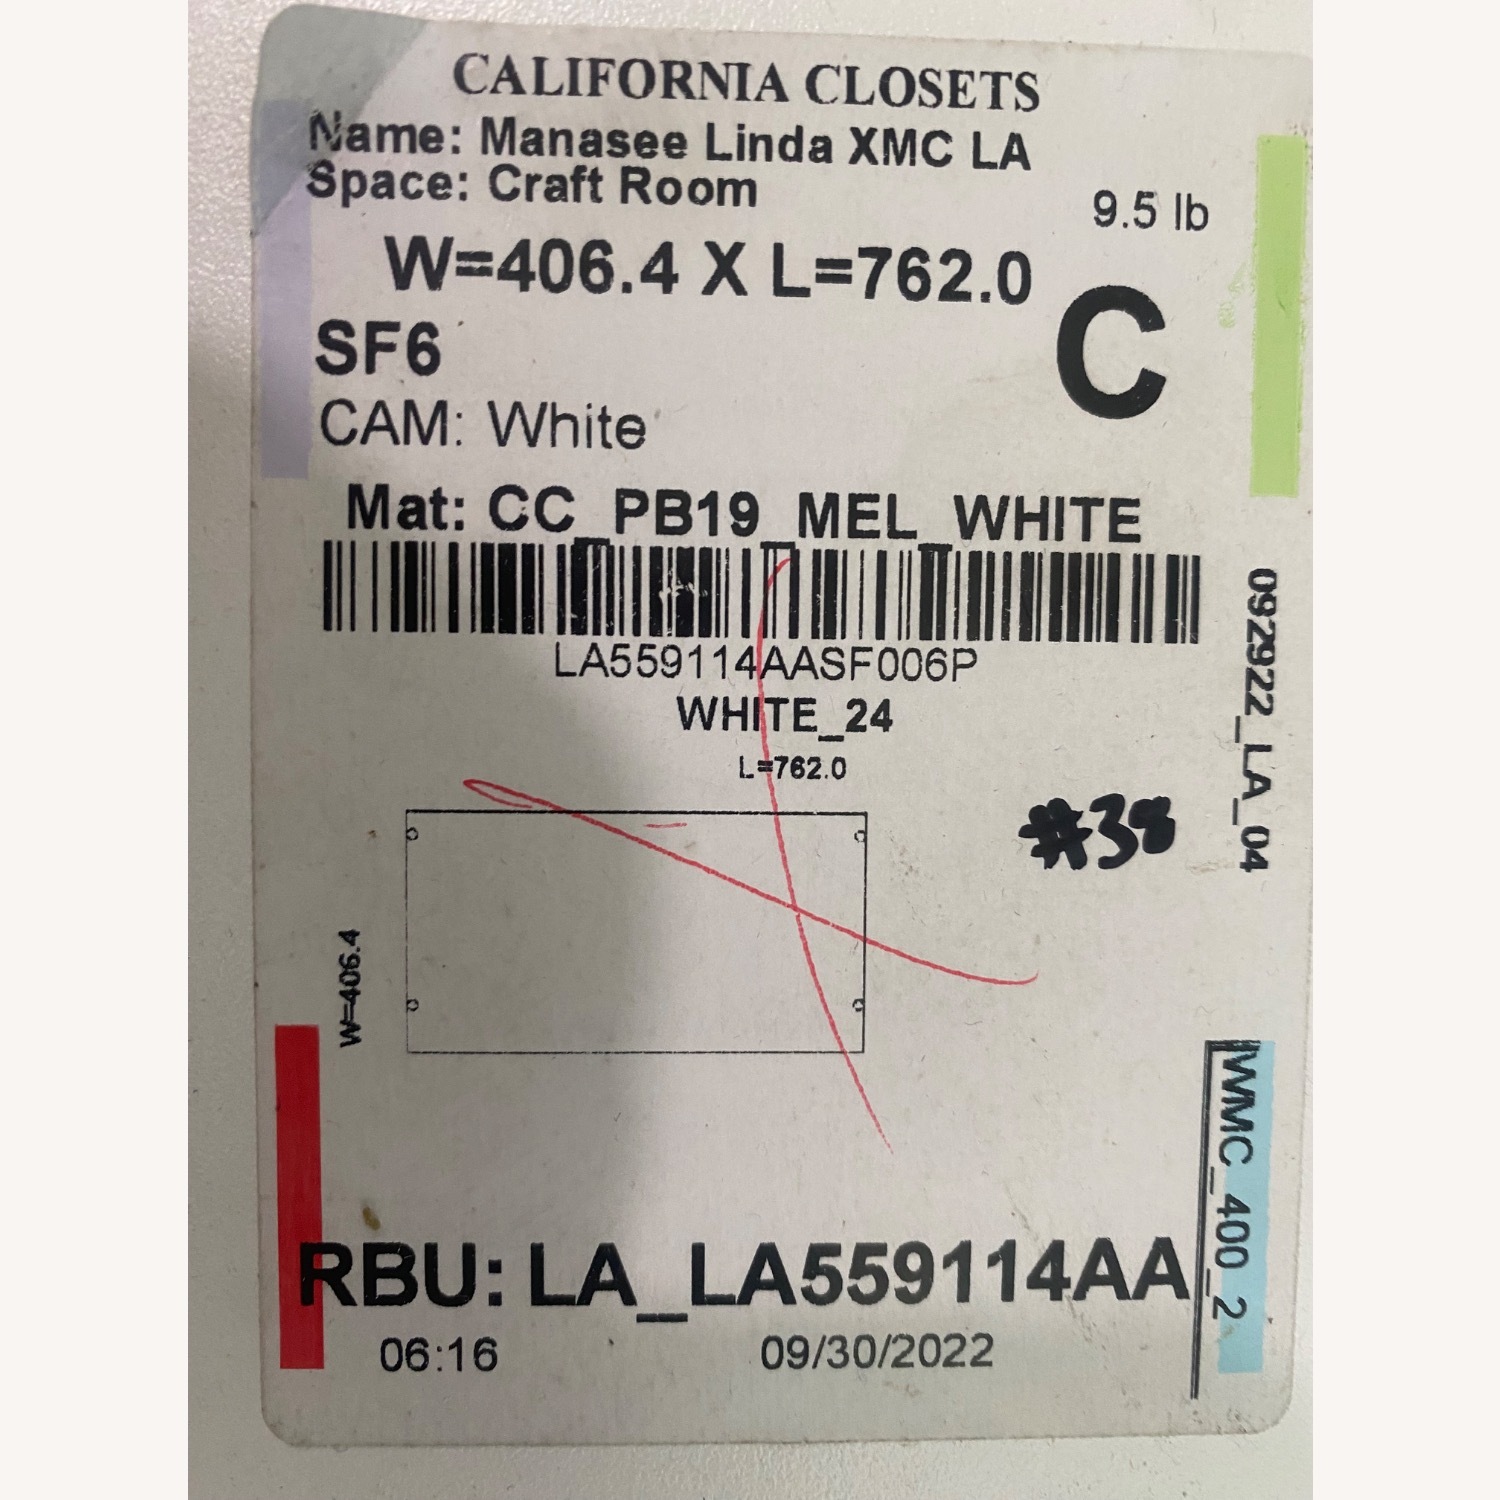 CALIFORNIA CLOSETS
Name: Manasee Linda XMC LA
Space: Craft Room
9.5 lb
W=406.4 X L=762.0
SF6
C
CAM: White
Mat: CC_PB19_MEL_WHITE
LA559114AASF006P
WHITE_24
L=762.0
#38
092922_LA_04
W=406.4
WMC_400_2
RBU: LA_LA559114AA
06:16
09/30/2022